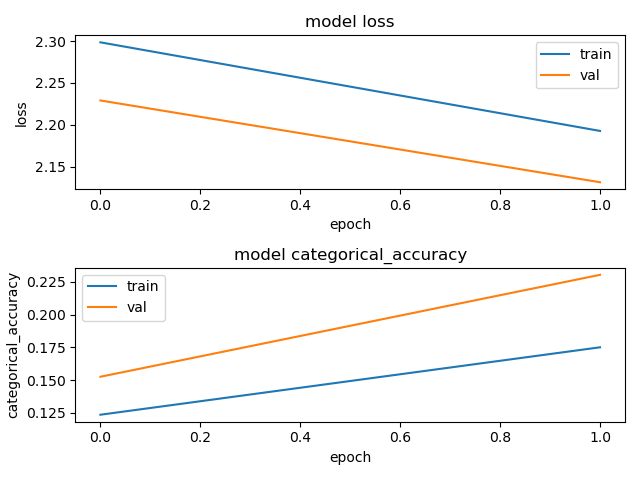 model loss
2.30
2.25
2.20
2.15
loss
train
val
0.0 0.2 0.4 0.6 0.8 1.0
epoch
model categorical_accuracy
0.225
0.200
0.175
0.150
0.125
categorical_accuracy
train
val
0.0 0.2 0.4 0.6 0.8 1.0
epoch